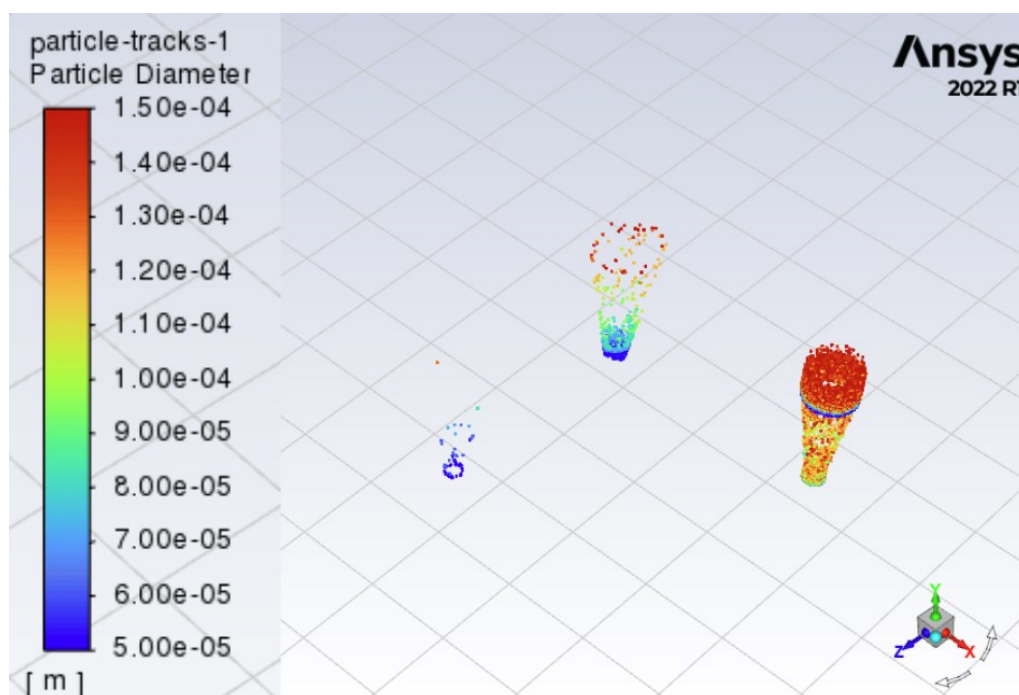 particle-tracks-1
Particle Diameter
1.50e-04
1.40e-04
1.30e-04
1.20e-04
1.10e-04
1.00e-04
9.00e-05
8.00e-05
7.00e-05
6.00e-05
5.00e-05
[ m ]
Ansys
2022 R1
Y
Z
X